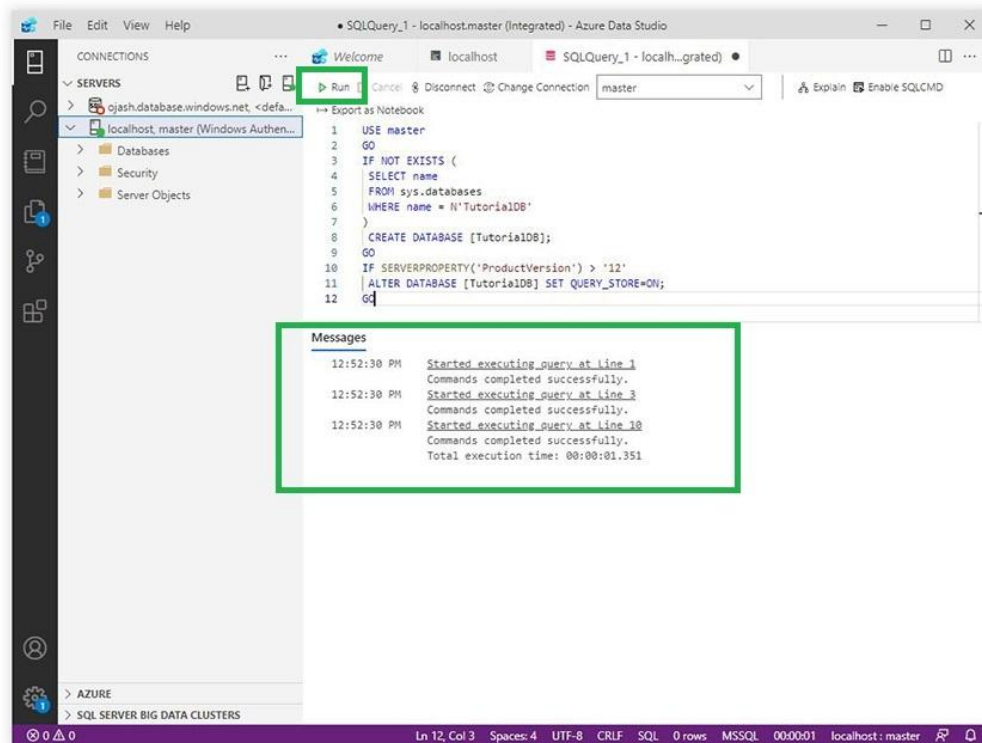 File Edit View Help
• SQLQuery_1 - localhost.master (Integrated) - Azure Data Studio
CONNECTIONS
Welcome
localhost
SQLQuery_1 - localh...grated) ●
SERVERS
Run Cancel Disconnect Change Connection master Explain Enable SQLCMD
Export as Notebook
ojash.database.windows.net, <defa...
localhost, master (Windows Authen...
Databases
Security
Server Objects
1 USE master
2 GO
3 IF NOT EXISTS (
4 SELECT name
5 FROM sys.databases
6 WHERE name = N'TutorialDB'
7 )
8 CREATE DATABASE [TutorialDB];
9 GO
10 IF SERVERPROPERTY('ProductVersion') > '12'
11 ALTER DATABASE [TutorialDB] SET QUERY_STORE=ON;
12 GO
Messages
12:52:30 PM Started executing query at Line 1
Commands completed successfully.
12:52:30 PM Started executing query at Line 3
Commands completed successfully.
12:52:30 PM Started executing query at Line 10
Commands completed successfully.
Total execution time: 00:00:01.351
1
1
AZURE
SQL SERVER BIG DATA CLUSTERS
0 0 Ln 12, Col 3 Spaces: 4 UTF-8 CRLF SQL 0 rows MSSQL 00:00:01 localhost : master